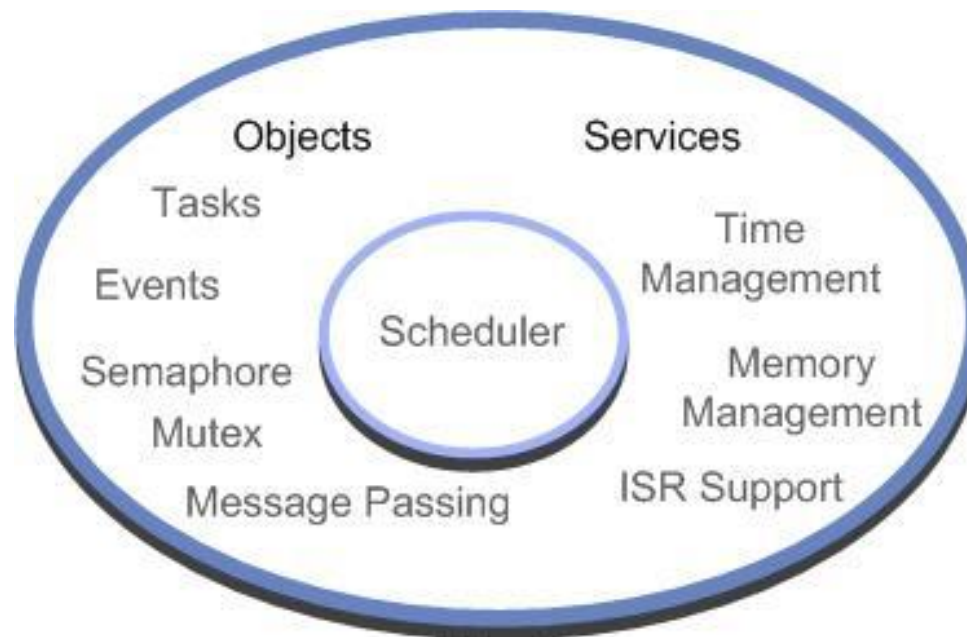 Objects
Services
Tasks
Events
Semaphore
Mutex
Message Passing
Scheduler
Time
Management
Memory
Management
ISR Support